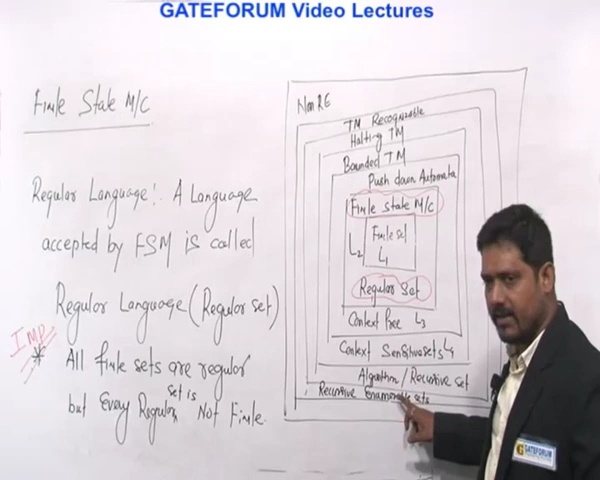 GATEFORUM Video Lectures
Finite State M/C
Regular Language: A Language
accepted by FSM is called
Regular Language (Regular set)
IMP
* All finite sets are regular
but Every Regular set is Not Finite.
Non RE
TM Recognizable
Halting TM
Bounded TM
Push down Automata
Finite State M/C
Finite set
L1
L2
Regular Set
Context Free L3
Context Sensitive sets L4
Algorithm / Recursive set
Recursive Enumerable sets
GATEFORUM